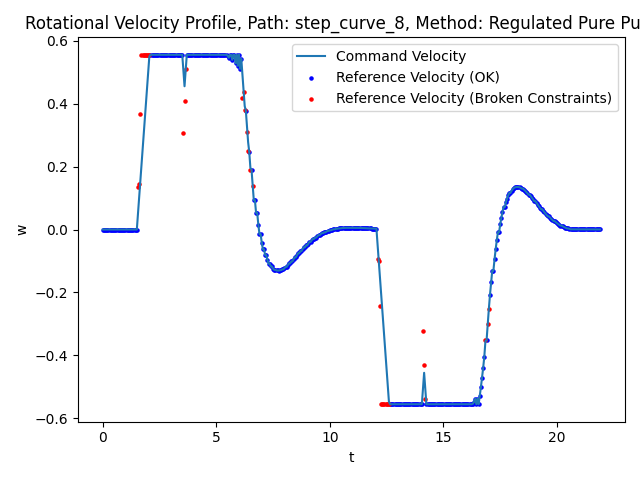 Rotational Velocity Profile, Path: step_curve_8, Method: Regulated Pure Pu
Command Velocity
Reference Velocity (OK)
Reference Velocity (Broken Constraints)
0.6
0.4
0.2
0.0
−0.2
−0.4
−0.6
w
0 5 10 15 20
t